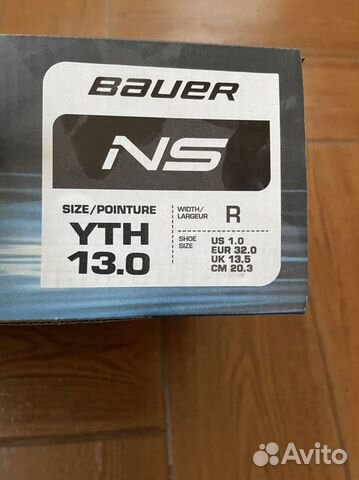 BAUER
NS
SIZE/POINTURE
YTH
13.0
WIDTH/
LARGEUR
R
SHOE
SIZE
US 1.0
EUR 32.0
UK 13.5
CM 20.3
Avito